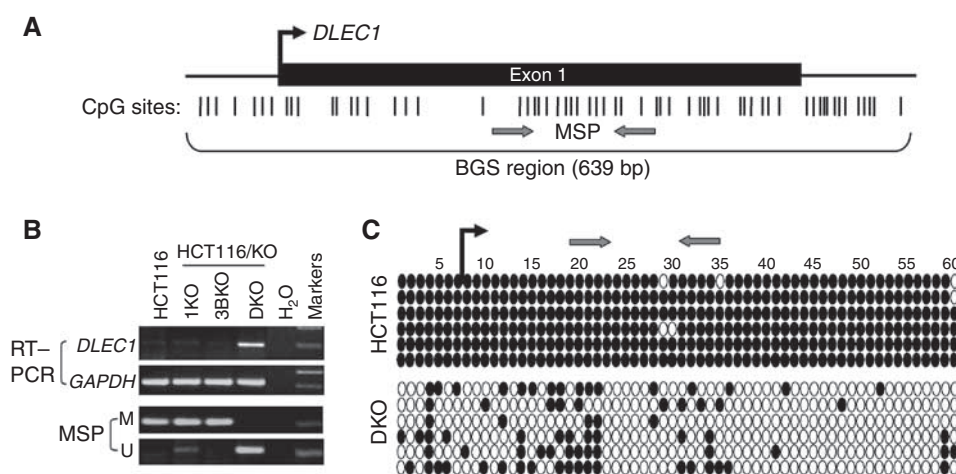 A
DLEC1
Exon 1
CpG sites:
MSP
BGS region (639 bp)
B
HCT116/KO
HCT116
1KO
3BKO
DKO
H₂O
Markers
RT–
PCR
DLEC1
GAPDH
MSP
M
U
C
5 10 15 20 25 30 35 40 45 50 55 60
HCT116
DKO